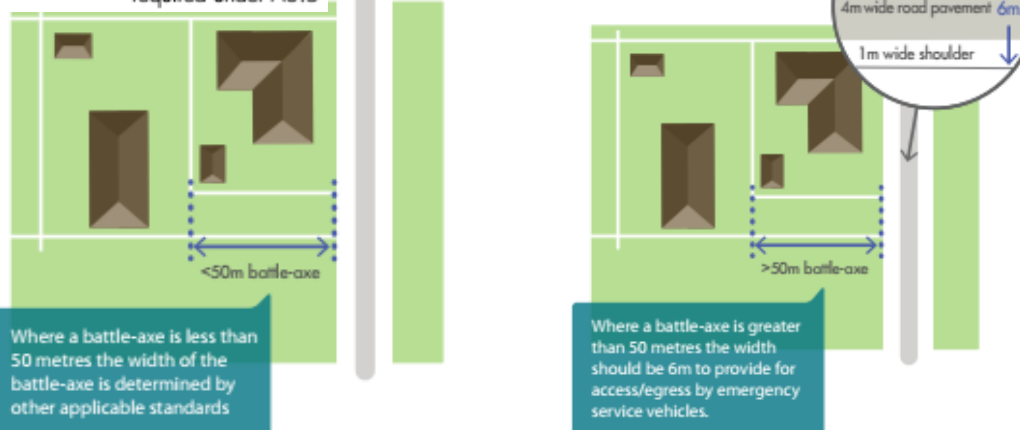 4m wide road pavement 6m
1m wide shoulder
<50m battle-axe
Where a battle-axe is less than
50 metres the width of the
battle-axe is determined by
other applicable standards
>50m battle-axe
Where a battle-axe is greater
than 50 metres the width
should be 6m to provide for
access/egress by emergency
service vehicles.